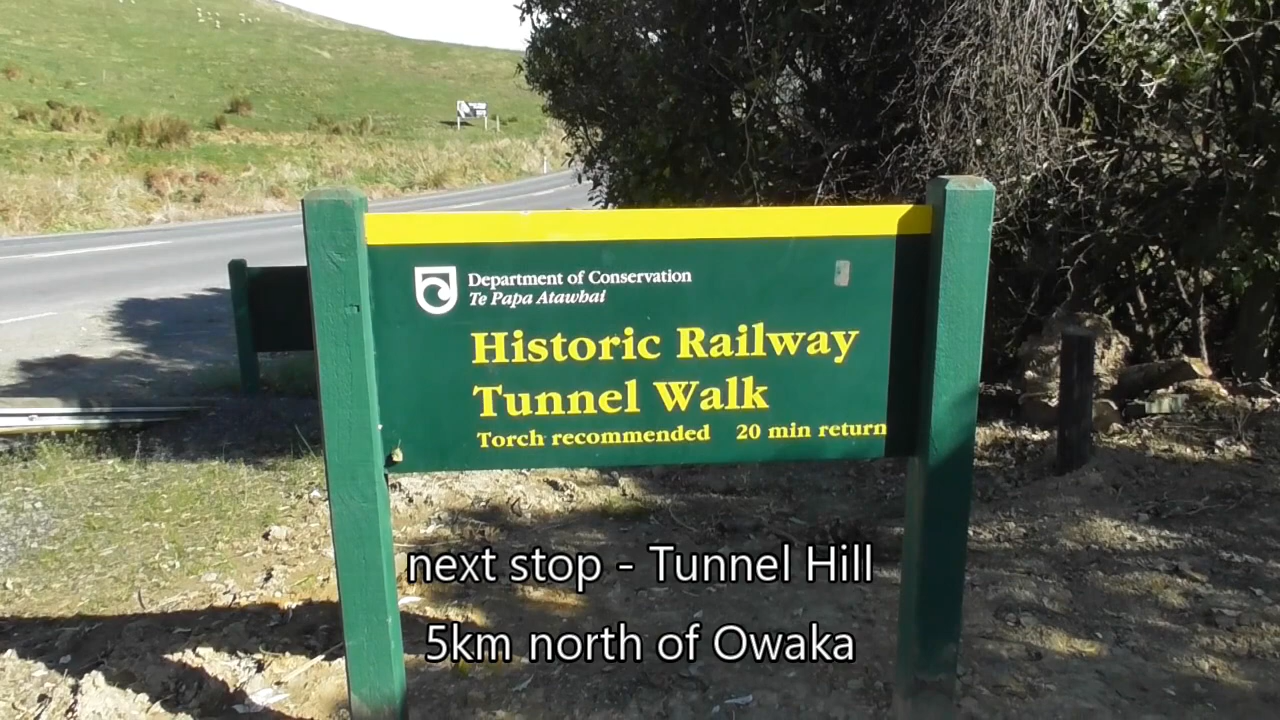 Department of Conservation
Te Papa Atawhai
Historic Railway
Tunnel Walk
Torch recommended 20 min return
next stop - Tunnel Hill
5km north of Owaka